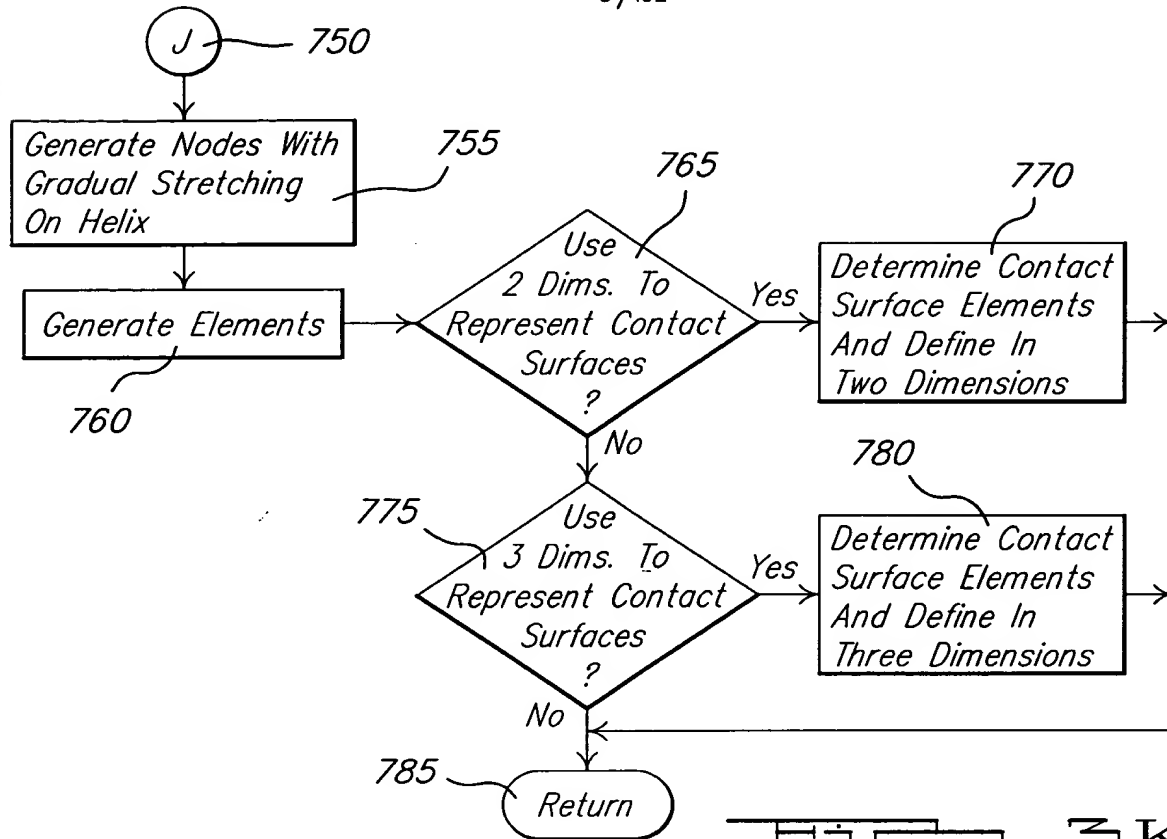 J
750
Generate Nodes With
Gradual Stretching
On Helix
755
Generate Elements
760
Use
2 Dims. To
Represent Contact
Surfaces
?
765
Yes
No
Determine Contact
Surface Elements
And Define In
Two Dimensions
770
Use
3 Dims. To
Represent Contact
Surfaces
?
775
Yes
No
Determine Contact
Surface Elements
And Define In
Three Dimensions
780
Return
785